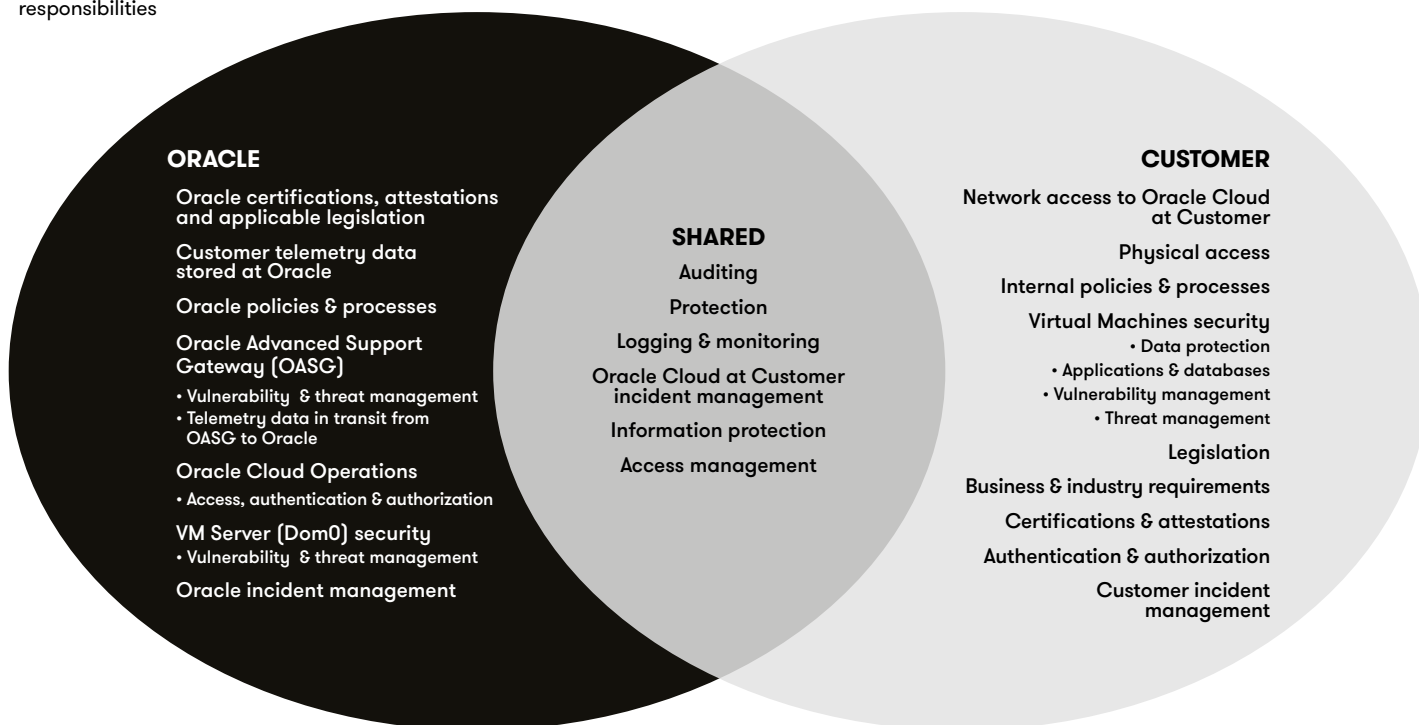 responsibilities
ORACLE
Oracle certifications, attestations
and applicable legislation
Customer telemetry data
stored at Oracle
Oracle policies & processes
Oracle Advanced Support
Gateway (OASG)
• Vulnerability & threat management
• Telemetry data in transit from
OASG to Oracle
Oracle Cloud Operations
• Access, authentication & authorization
VM Server (Dom0) security
• Vulnerability & threat management
Oracle incident management
SHARED
Auditing
Protection
Logging & monitoring
Oracle Cloud at Customer
incident management
Information protection
Access management
CUSTOMER
Network access to Oracle Cloud
at Customer
Physical access
Internal policies & processes
Virtual Machines security
• Data protection
• Applications & databases
• Vulnerability management
• Threat management
Legislation
Business & industry requirements
Certifications & attestations
Authentication & authorization
Customer incident
management